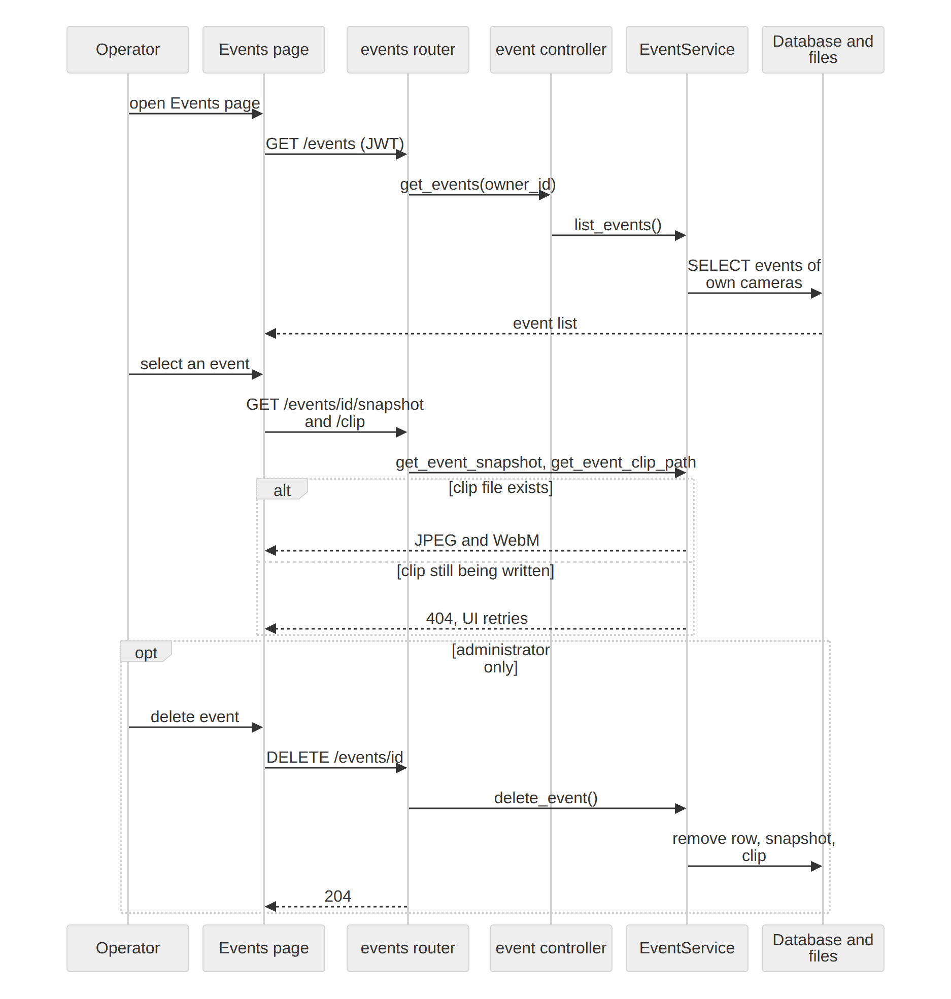 Operator
Events page
events router
event controller
EventService
Database and
files
open Events page
GET /events (JWT)
get_events(owner_id)
list_events()
SELECT events of
own cameras
event list
select an event
GET /events/id/snapshot
and /clip
get_event_snapshot, get_event_clip_path
alt
[clip file exists]
JPEG and WebM
[clip still being written]
404, UI retries
opt
[administrator
only]
delete event
DELETE /events/id
delete_event()
remove row, snapshot,
clip
204
Operator
Events page
events router
event controller
EventService
Database and
files